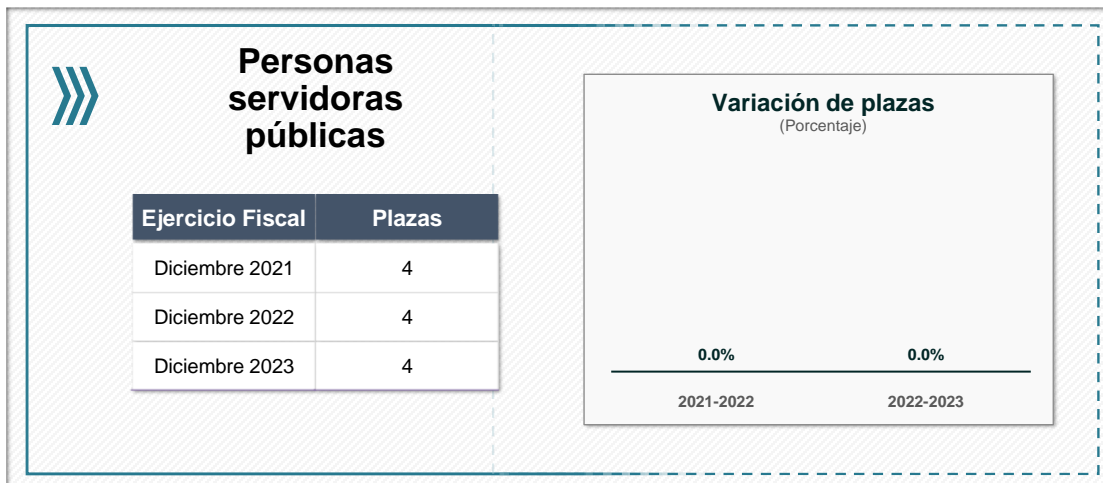 Personas
servidoras
públicas
Ejercicio Fiscal Plazas
Diciembre 2021 4
Diciembre 2022 4
Diciembre 2023 4
Variación de plazas
(Porcentaje)
0.0% 0.0%
2021-2022 2022-2023